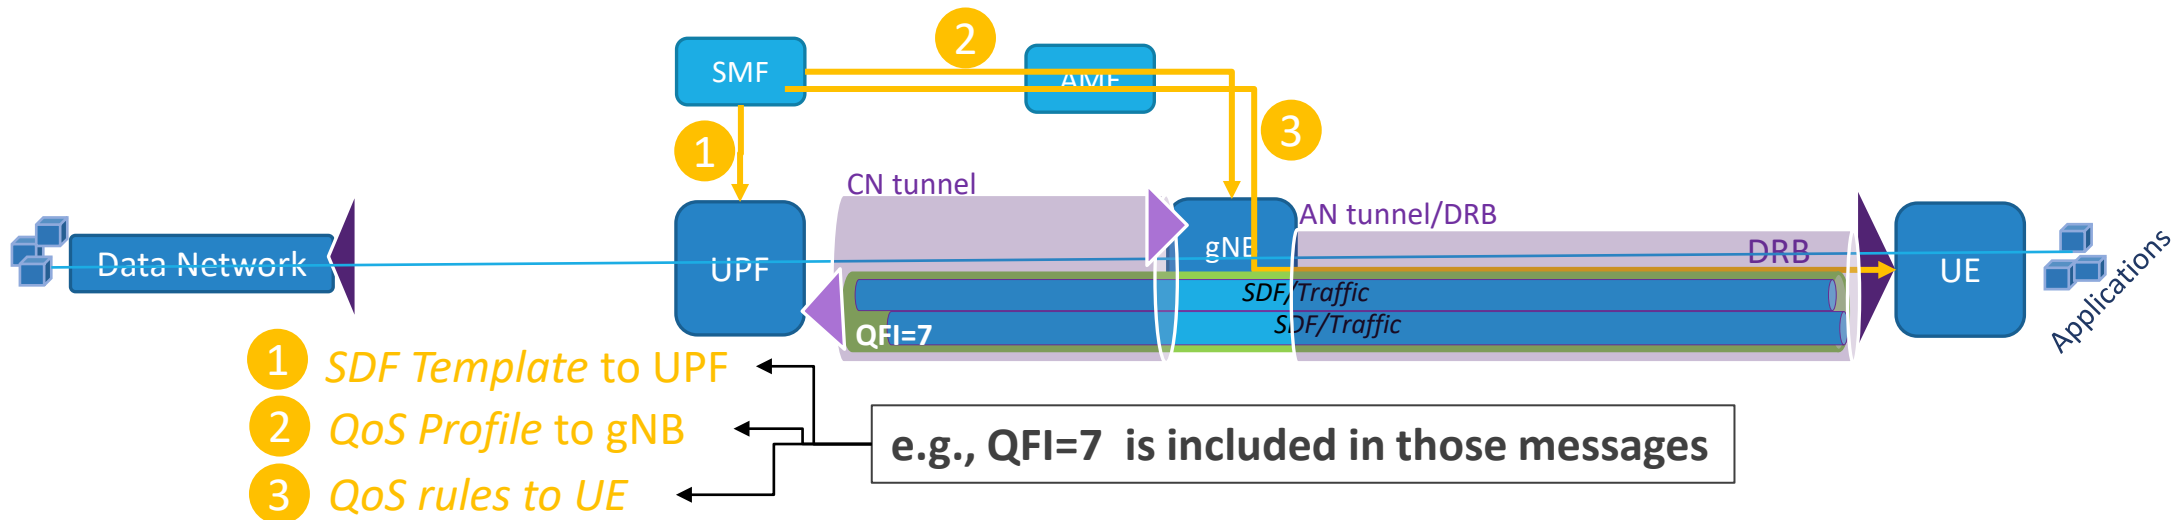 2
SMF
AMF
1
3
CN tunnel
AN tunnel/DRB
Data Network
UPF
gNB
DRB
UE
Applications
SDF/Traffic
SDF/Traffic
QFI=7
1 SDF Template to UPF
2 QoS Profile to gNB
e.g., QFI=7 is included in those messages
3 QoS rules to UE